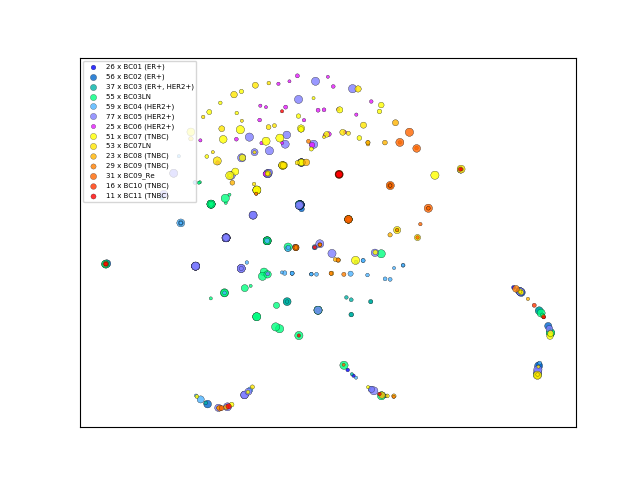 26 x BC01 (ER+)
56 x BC02 (ER+)
37 x BC03 (ER+, HER2+)
55 x BC03LN
59 x BC04 (HER2+)
77 x BC05 (HER2+)
25 x BC06 (HER2+)
51 x BC07 (TNBC)
53 x BC07LN
23 x BC08 (TNBC)
29 x BC09 (TNBC)
31 x BC09_Re
16 x BC10 (TNBC)
11 x BC11 (TNBC)